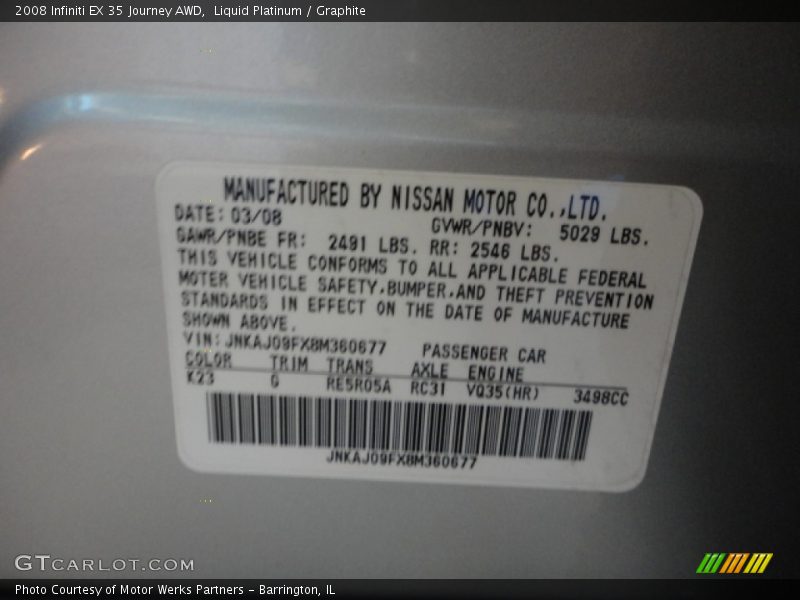 2008 Infiniti EX 35 Journey AWD,  Liquid Platinum / Graphite
MANUFACTURED BY NISSAN MOTOR CO.,LTD.
DATE: 03/08 GVWR/PNBV: 5029 LBS.
GAWR/PNBE FR: 2491 LBS. RR: 2546 LBS.
THIS VEHICLE CONFORMS TO ALL APPLICABLE FEDERAL
MOTER VEHICLE SAFETY,BUMPER,AND THEFT PREVENTION
STANDARDS IN EFFECT ON THE DATE OF MANUFACTURE
SHOWN ABOVE.
VIN: JNKAJ09FX8M360677 PASSENGER CAR
COLOR TRIM TRANS AXLE ENGINE
K23 G RE5R05A RC31 VQ35(HR) 3498CC
JNKAJ09FX8M360677
GTCARLOT.COM
Photo Courtesy of Motor Werks Partners - Barrington, IL